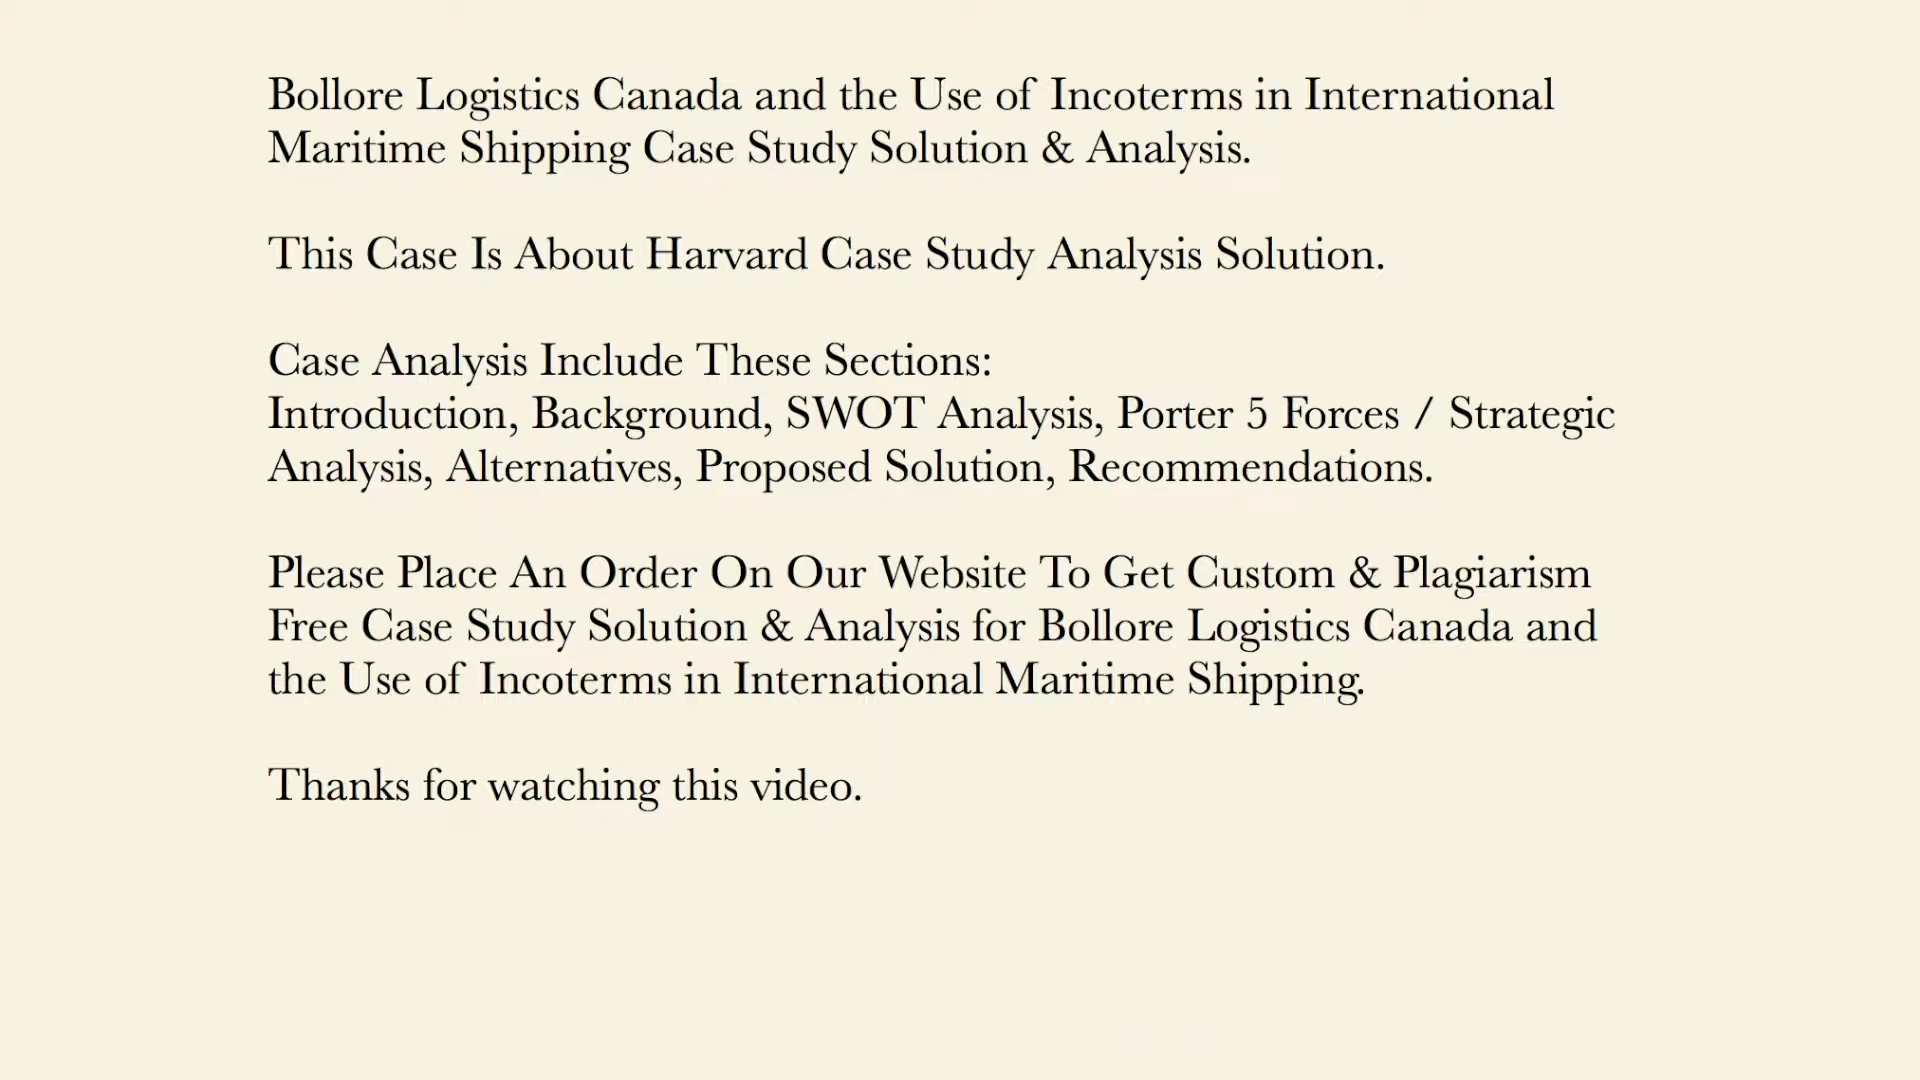 Bollore Logistics Canada and the Use of Incoterms in International
Maritime Shipping Case Study Solution & Analysis.
This Case Is About Harvard Case Study Analysis Solution.
Case Analysis Include These Sections:
Introduction, Background, SWOT Analysis, Porter 5 Forces / Strategic
Analysis, Alternatives, Proposed Solution, Recommendations.
Please Place An Order On Our Website To Get Custom & Plagiarism
Free Case Study Solution & Analysis for Bollore Logistics Canada and
the Use of Incoterms in International Maritime Shipping.
Thanks for watching this video.